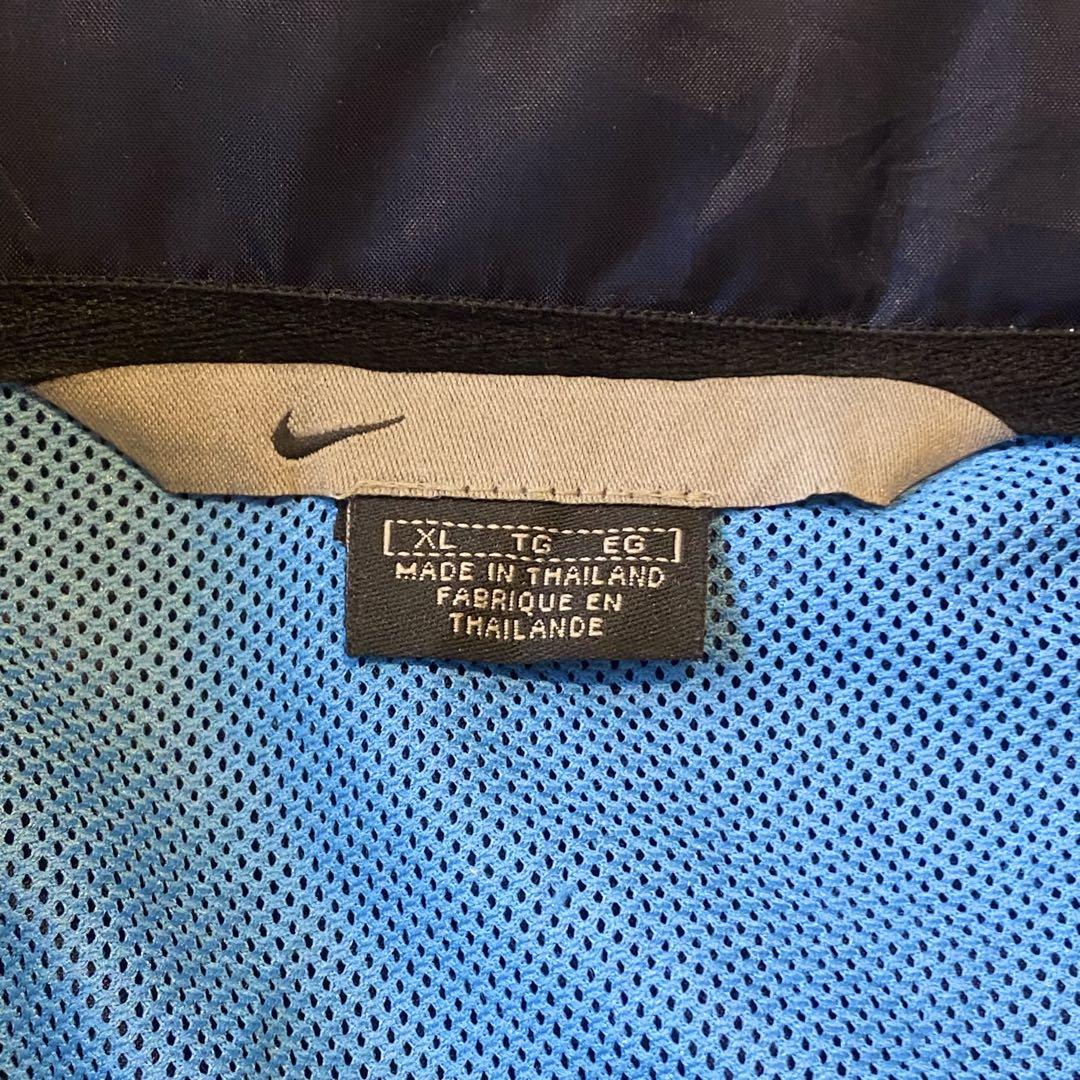 XL TG EG
MADE IN THAILAND
FABRIQUE EN
THAILANDE